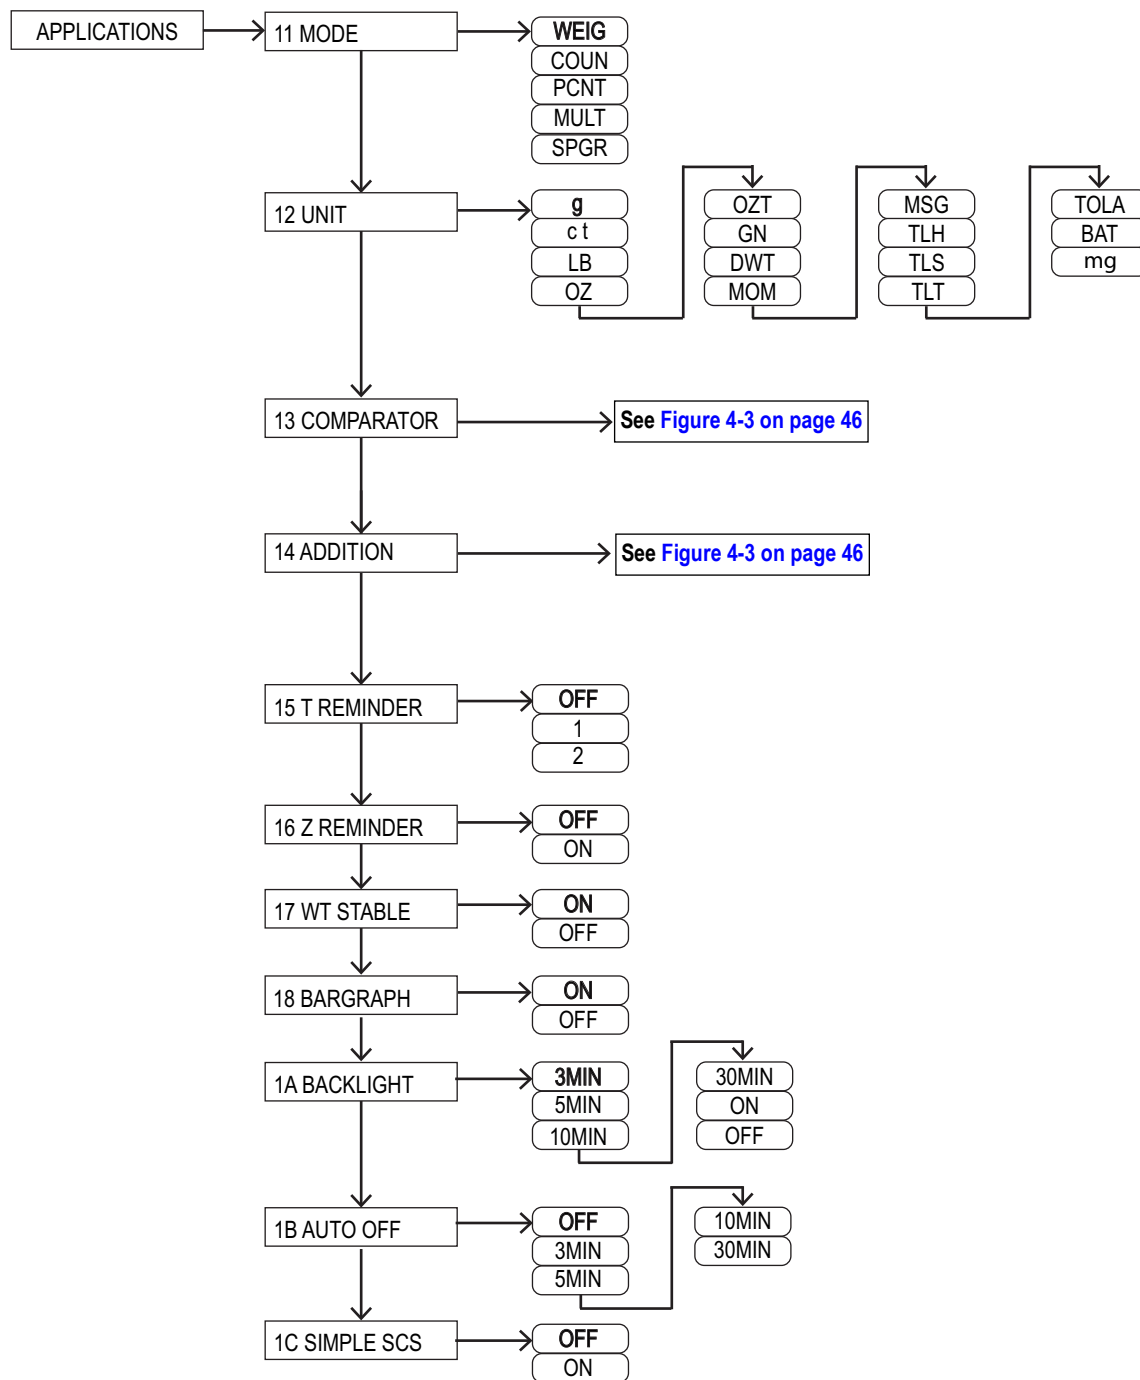 APPLICATIONS
11 MODE
WEIG
COUN
PCNT
MULT
SPGR
12 UNIT
g
c t
LB
OZ
OZT
GN
DWT
MOM
MSG
TLH
TLS
TLT
TOLA
BAT
mg
13 COMPARATOR
See Figure 4-3 on page 46
14 ADDITION
See Figure 4-3 on page 46
15 T REMINDER
OFF
1
2
16 Z REMINDER
OFF
ON
17 WT STABLE
ON
OFF
18 BARGRAPH
ON
OFF
1A BACKLIGHT
3MIN
5MIN
10MIN
30MIN
ON
OFF
1B AUTO OFF
OFF
3MIN
5MIN
10MIN
30MIN
1C SIMPLE SCS
OFF
ON